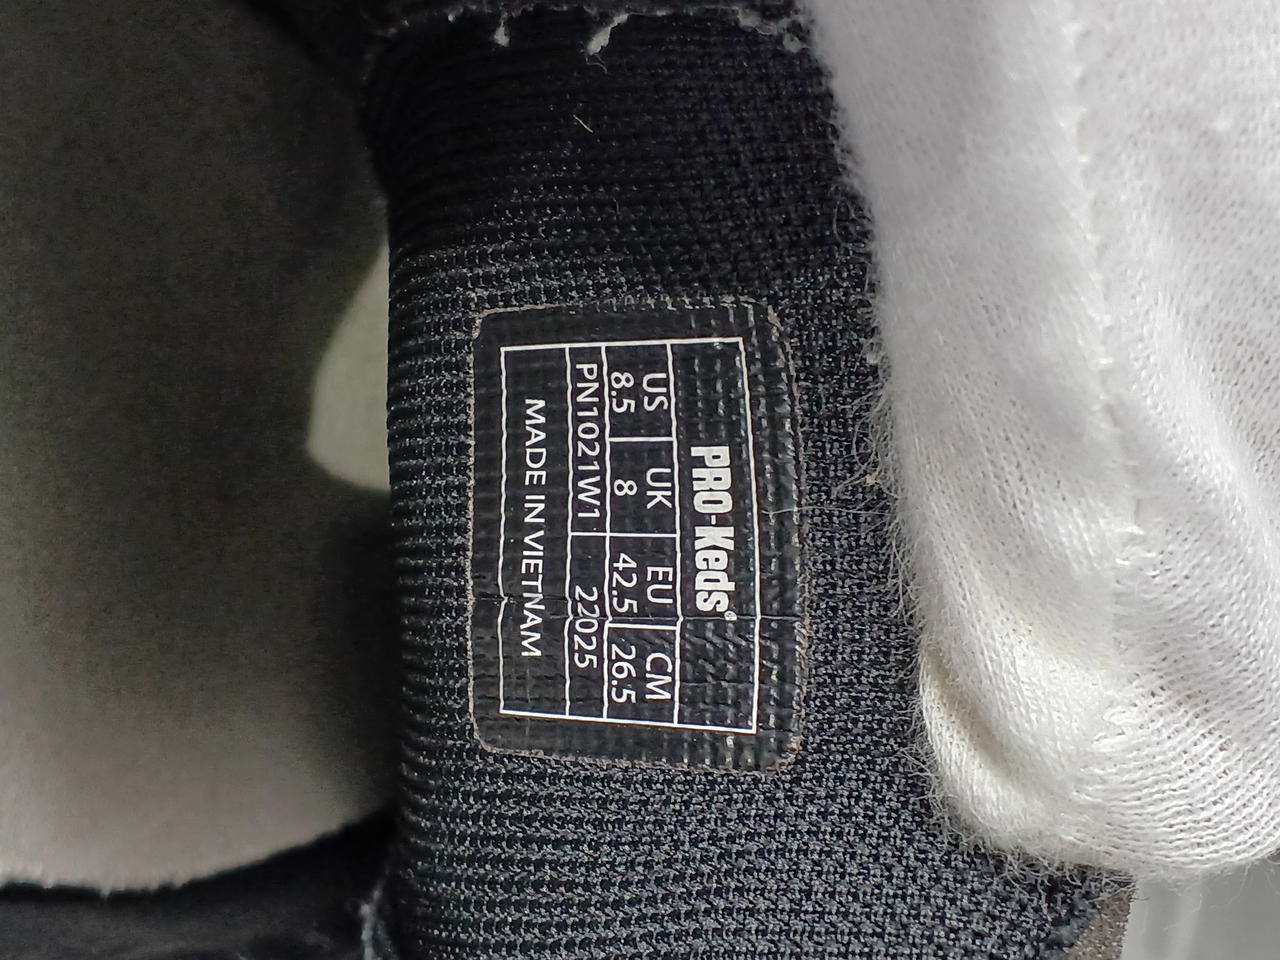 PRO-Keds®
US UK EU CM
8.5 8 42.5 26.5
PN1021W1 22025
MADE IN VIETNAM